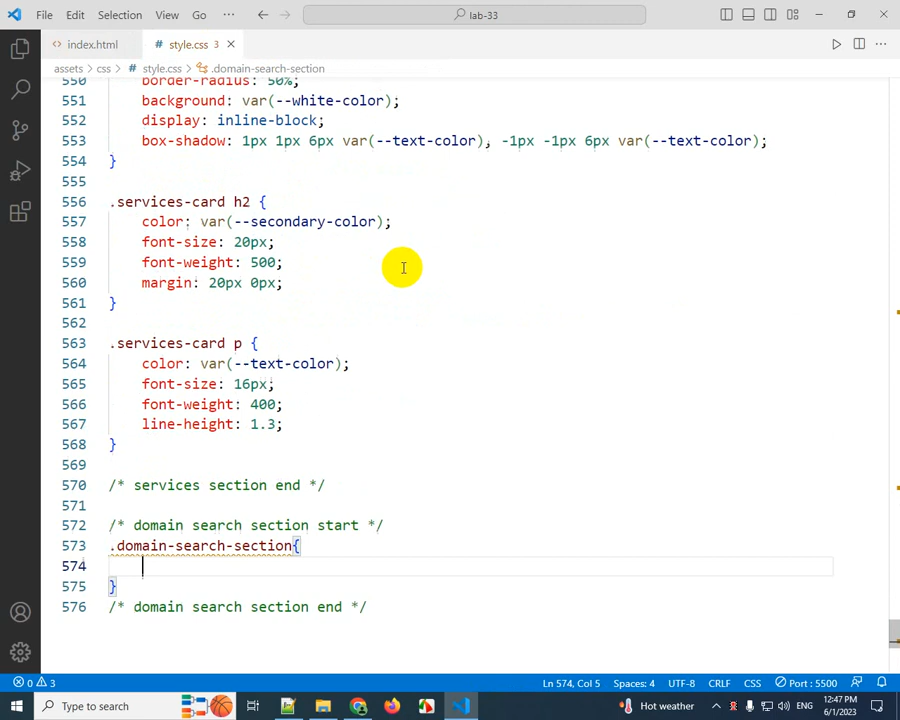 File Edit Selection View Go ··· lab-33
index.html style.css 3
assets > css > # style.css > .domain-search-section
550 border-radius: 50%;
551 background: var(--white-color);
552 display: inline-block;
553 box-shadow: 1px 1px 6px var(--text-color), -1px -1px 6px var(--text-color);
554 }
555
556 .services-card h2 {
557 color: var(--secondary-color);
558 font-size: 20px;
559 font-weight: 500;
560 margin: 20px 0px;
561 }
562
563 .services-card p {
564 color: var(--text-color);
565 font-size: 16px;
566 font-weight: 400;
567 line-height: 1.3;
568 }
569
570 /* services section end */
571
572 /* domain search section start */
573 .domain-search-section{
574
575 }
576 /* domain search section end */
0 3 Ln 574, Col 5 Spaces: 4 UTF-8 CRLF CSS Port : 5500
Type here to search Hot weather ENG 12:47 PM
6/1/2023